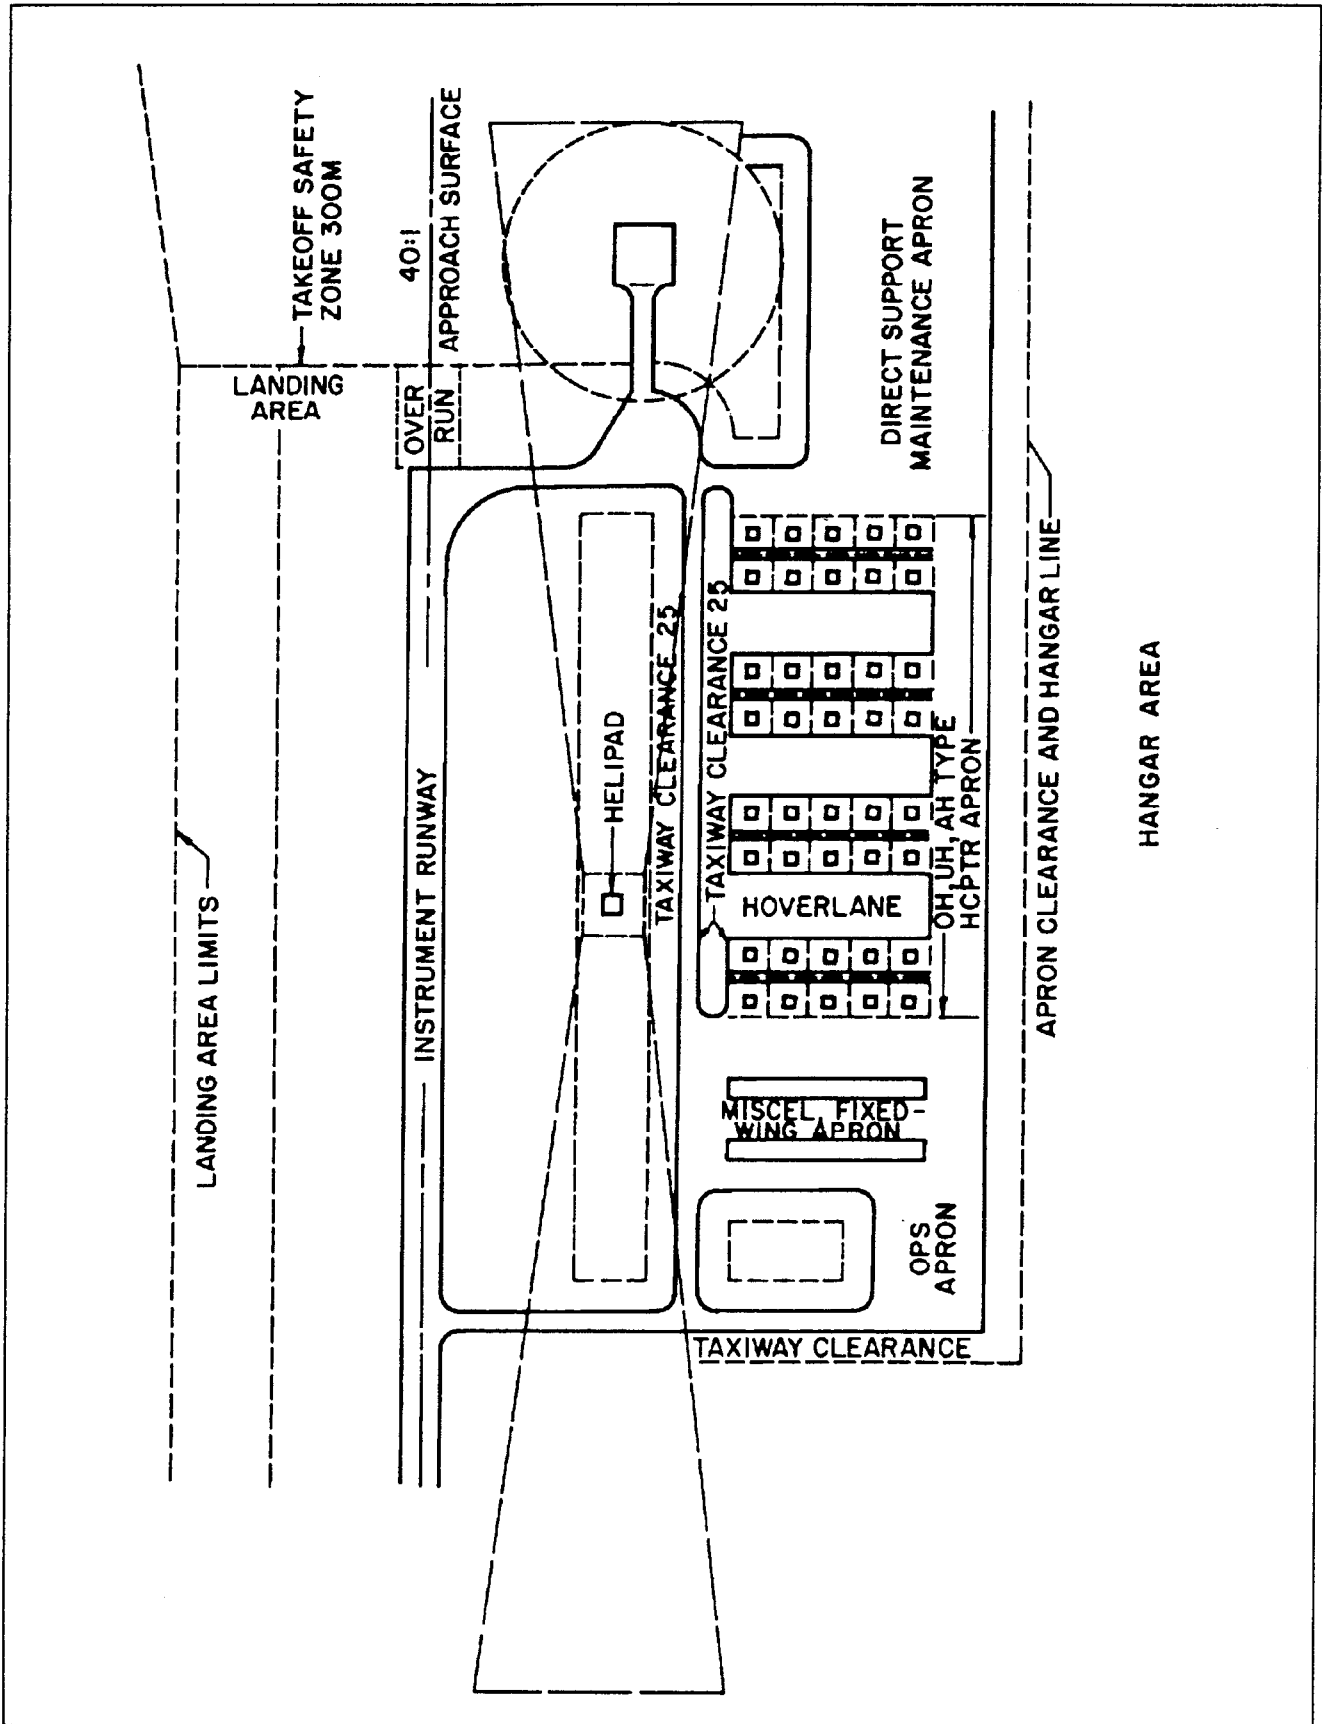 TAKEOFF SAFETY
ZONE 300M
40:1
APPROACH SURFACE
LANDING
AREA
OVER
RUN
DIRECT SUPPORT
MAINTENANCE APRON
LANDING AREA LIMITS
INSTRUMENT RUNWAY
HELIPAD
TAXIWAY CLEARANCE 25
TAXIWAY CLEARANCE 25
HOVERLANE
OH, UH, AH TYPE
HCPTR APRON
APRON CLEARANCE AND HANGAR LINE
HANGAR AREA
MISCEL, FIXED-
WING APRON
OPS
APRON
TAXIWAY CLEARANCE